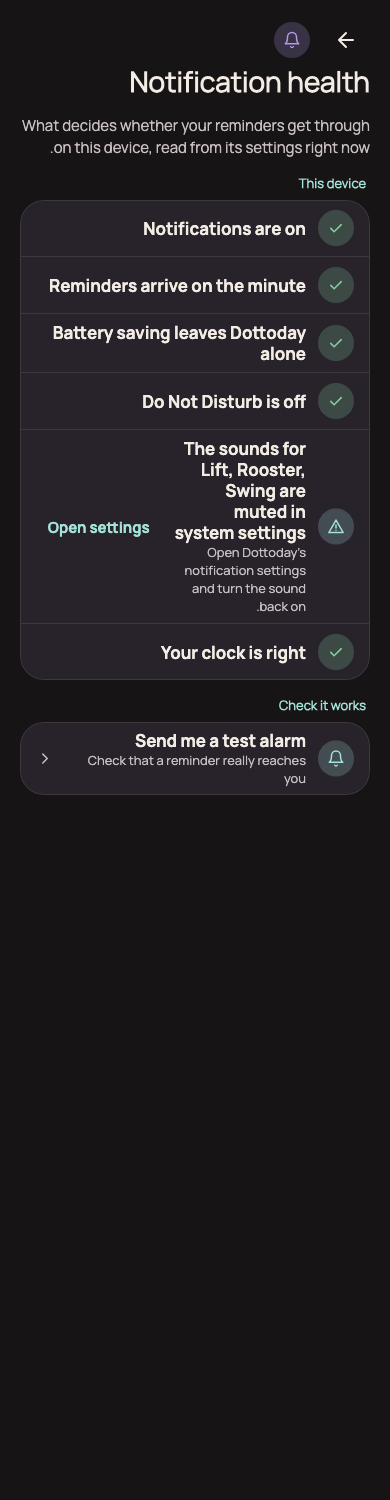 Notification health
What decides whether your reminders get through
.on this device, read from its settings right now
This device
Notifications are on
Reminders arrive on the minute
Battery saving leaves Dottoday
alone
Do Not Disturb is off
The sounds for
Lift, Rooster,
Swing are
muted in
system settings
Open Dottoday's
notification settings
and turn the sound
.back on
Open settings
Your clock is right
Check it works
Send me a test alarm
Check that a reminder really reaches
you